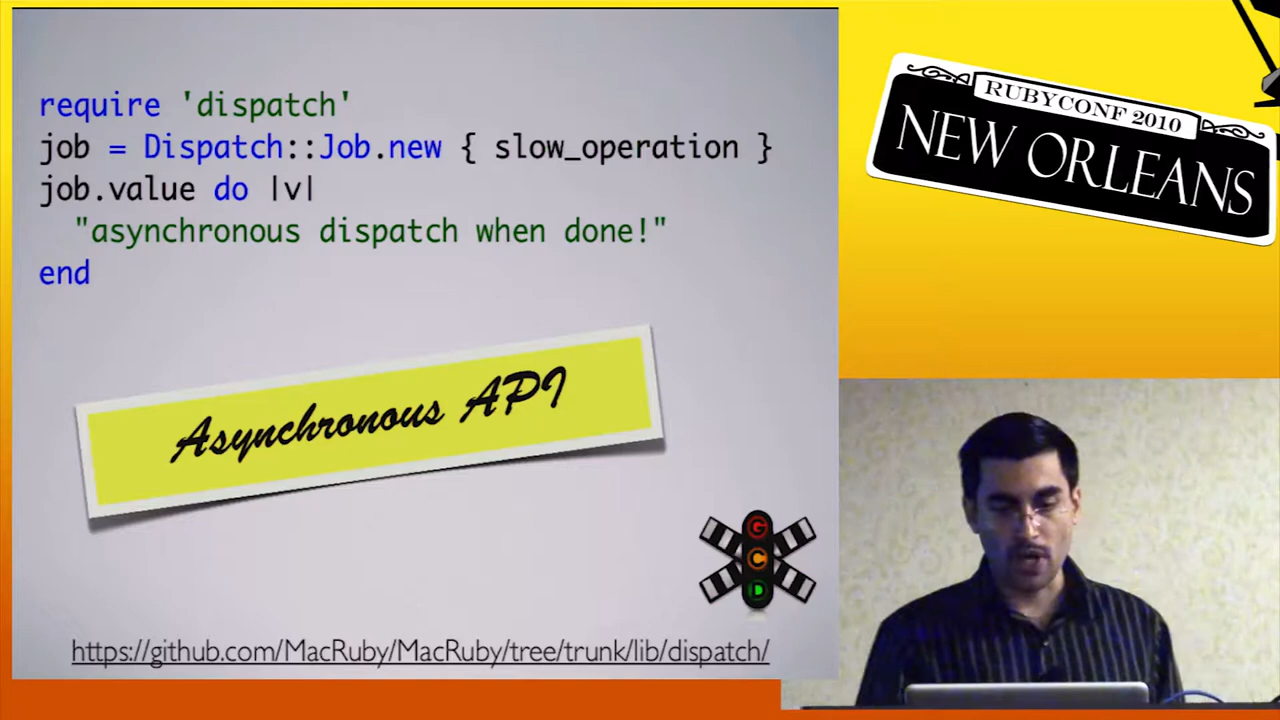 require 'dispatch'
job = Dispatch::Job.new { slow_operation }
job.value do |v|
"asynchronous dispatch when done!"
end
Asynchronous API
G
C
D
https://github.com/MacRuby/MacRuby/tree/trunk/lib/dispatch/
RUBYCONF 2010
NEW ORLEANS